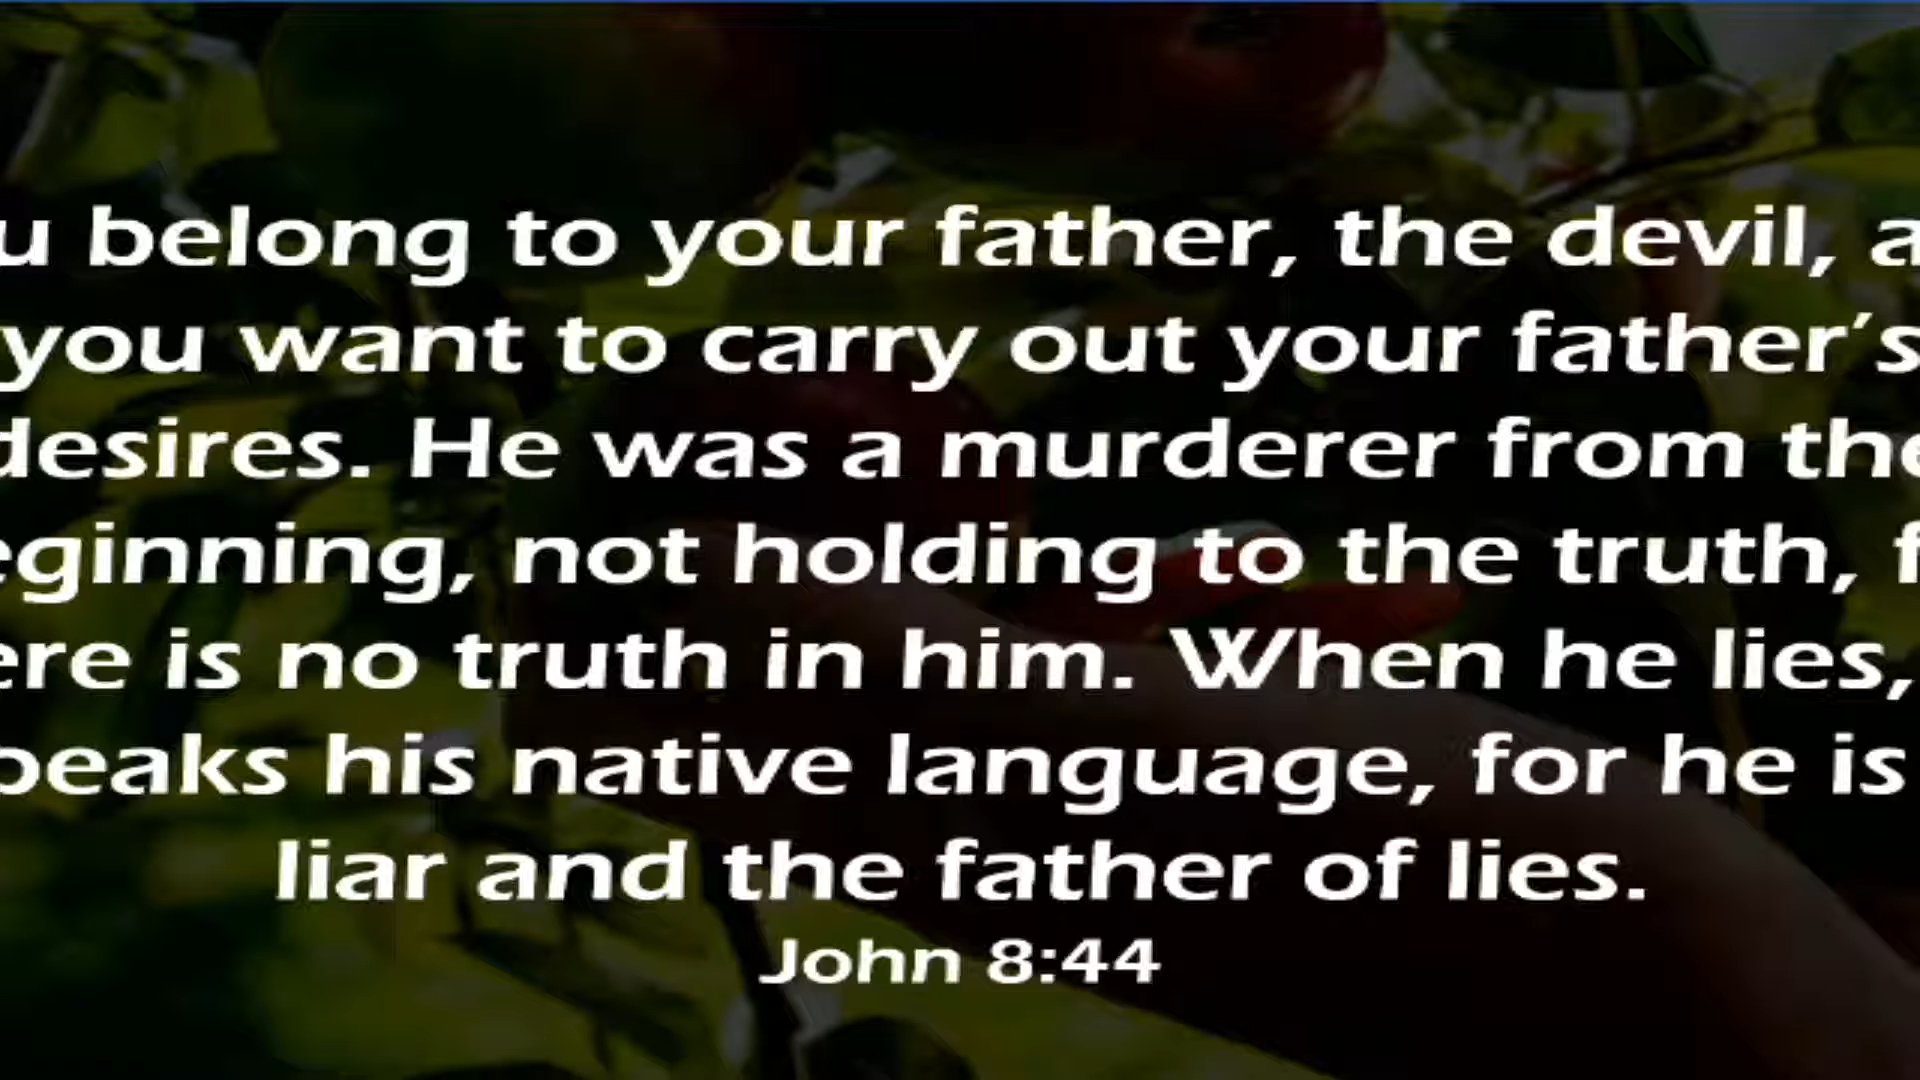 u belong to your father, the devil, a
you want to carry out your father’s
desires. He was a murderer from the
eginning, not holding to the truth, f
ere is no truth in him. When he lies,
peaks his native language, for he is
liar and the father of lies.
John 8:44